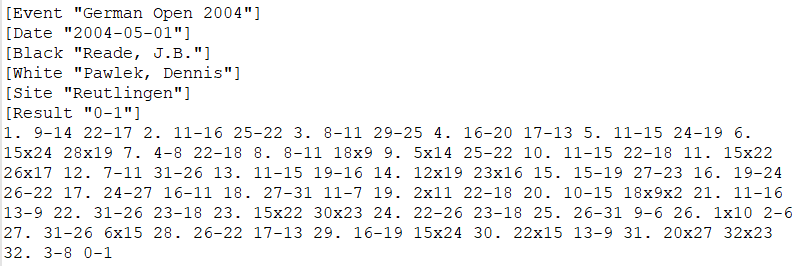 [Event "German Open 2004"]
[Date "2004-05-01"]
[Black "Reade, J.B."]
[White "Pawlek, Dennis"]
[Site "Reutlingen"]
[Result "0-1"]
1. 9-14 22-17 2. 11-16 25-22 3. 8-11 29-25 4. 16-20 17-13 5. 11-15 24-19 6.
15x24 28x19 7. 4-8 22-18 8. 8-11 18x9 9. 5x14 25-22 10. 11-15 22-18 11. 15x22
26x17 12. 7-11 31-26 13. 11-15 19-16 14. 12x19 23x16 15. 15-19 27-23 16. 19-24
26-22 17. 24-27 16-11 18. 27-31 11-7 19. 2x11 22-18 20. 10-15 18x9x2 21. 11-16
13-9 22. 31-26 23-18 23. 15x22 30x23 24. 22-26 23-18 25. 26-31 9-6 26. 1x10 2-6
27. 31-26 6x15 28. 26-22 17-13 29. 16-19 15x24 30. 22x15 13-9 31. 20x27 32x23
32. 3-8 0-1